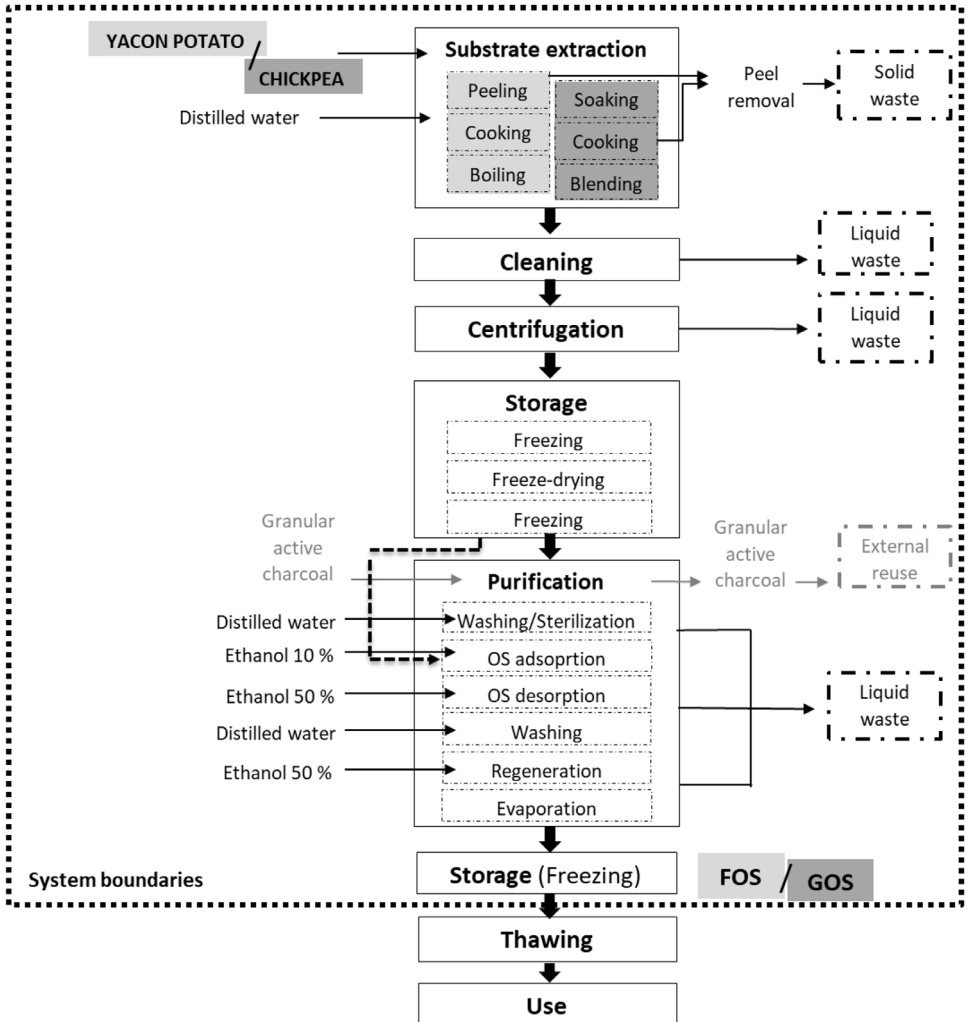 YACON POTATO
/
CHICKPEA
Distilled water
Substrate extraction
Peeling
Cooking
Boiling
Soaking
Cooking
Blending
Peel
removal
Solid
waste
Cleaning
Liquid
waste
Centrifugation
Liquid
waste
Storage
Freezing
Freeze-drying
Freezing
Granular
active
charcoal
Purification
Granular
active
charcoal
External
reuse
Distilled water
Washing/Sterilization
Ethanol 10 %
OS adsoprtion
Ethanol 50 %
OS desorption
Distilled water
Washing
Ethanol 50 %
Regeneration
Evaporation
Liquid
waste
Storage (Freezing)
FOS / GOS
System boundaries
Thawing
Use